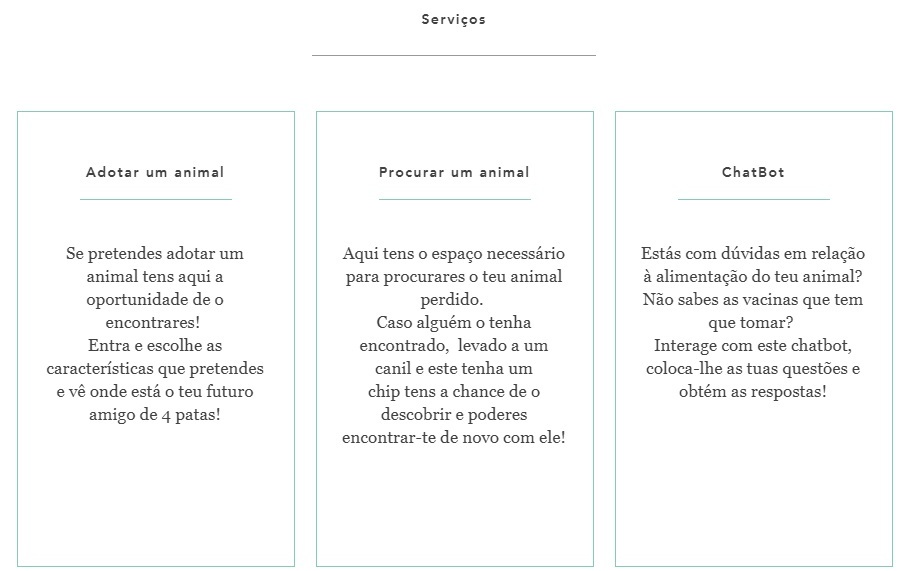 Serviços
Adotar um animal
Se pretendes adotar um
animal tens aqui a
oportunidade de o
encontrares!
Entra e escolhe as
características que pretendes
e vê onde está o teu futuro
amigo de 4 patas!
Procurar um animal
Aqui tens o espaço necessário
para procurares o teu animal
perdido.
Caso alguém o tenha
encontrado,  levado a um
canil e este tenha um
chip tens a chance de o
descobrir e poderes
encontrar-te de novo com ele!
ChatBot
Estás com dúvidas em relação
à alimentação do teu animal?
Não sabes as vacinas que tem
que tomar?
Interage com este chatbot,
coloca-lhe as tuas questões e
obtém as respostas!